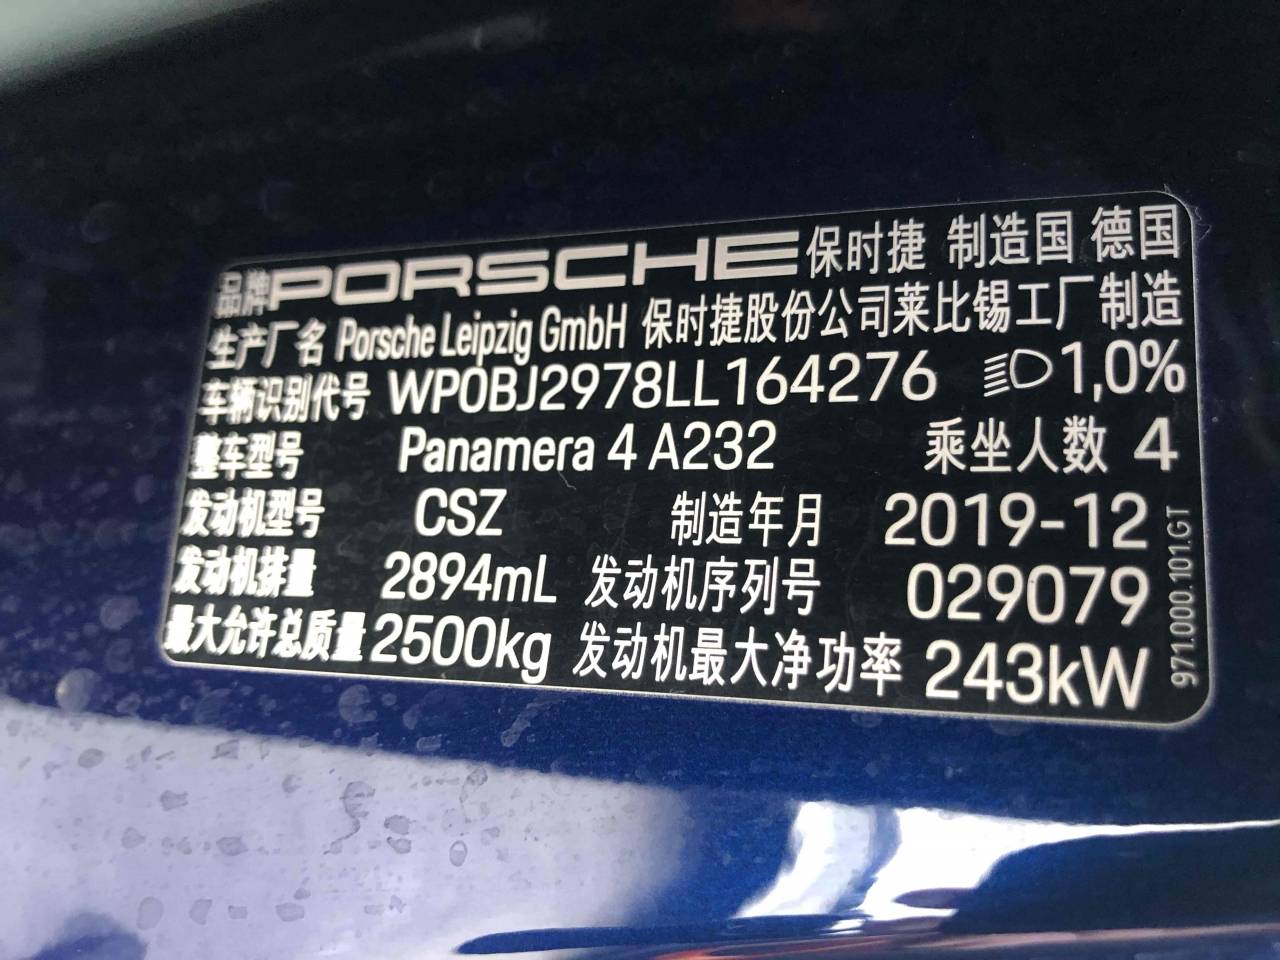 品牌PORSCHE 保时捷 制造国 德国
生产厂名 Porsche Leipzig GmbH 保时捷股份公司莱比锡工厂制造
车辆识别代号 WP0BJ2978LL164276 1,0%
整车型号 Panamera 4 A232 乘坐人数 4
发动机型号 CSZ 制造年月 2019-12
发动机排量 2894mL 发动机序列号 029079
最大允许总质量 2500kg 发动机最大净功率 243kW
971.000.101.GT